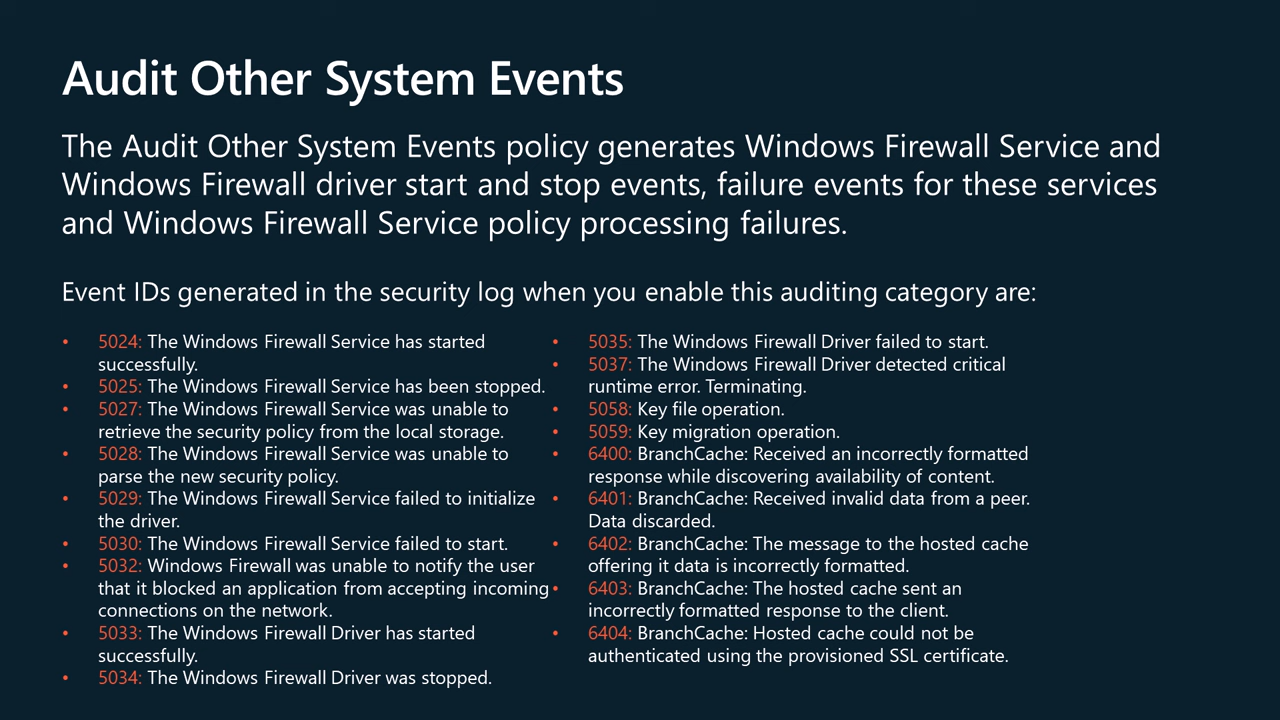 Audit Other System Events
The Audit Other System Events policy generates Windows Firewall Service and
Windows Firewall driver start and stop events, failure events for these services
and Windows Firewall Service policy processing failures.
Event IDs generated in the security log when you enable this auditing category are:
• 5024: The Windows Firewall Service has started
successfully.
• 5025: The Windows Firewall Service has been stopped.
• 5027: The Windows Firewall Service was unable to
retrieve the security policy from the local storage.
• 5028: The Windows Firewall Service was unable to
parse the new security policy.
• 5029: The Windows Firewall Service failed to initialize
the driver.
• 5030: The Windows Firewall Service failed to start.
• 5032: Windows Firewall was unable to notify the user
that it blocked an application from accepting incoming
connections on the network.
• 5033: The Windows Firewall Driver has started
successfully.
• 5034: The Windows Firewall Driver was stopped.
• 5035: The Windows Firewall Driver failed to start.
• 5037: The Windows Firewall Driver detected critical
runtime error. Terminating.
• 5058: Key file operation.
• 5059: Key migration operation.
• 6400: BranchCache: Received an incorrectly formatted
response while discovering availability of content.
• 6401: BranchCache: Received invalid data from a peer.
Data discarded.
• 6402: BranchCache: The message to the hosted cache
offering it data is incorrectly formatted.
• 6403: BranchCache: The hosted cache sent an
incorrectly formatted response to the client.
• 6404: BranchCache: Hosted cache could not be
authenticated using the provisioned SSL certificate.